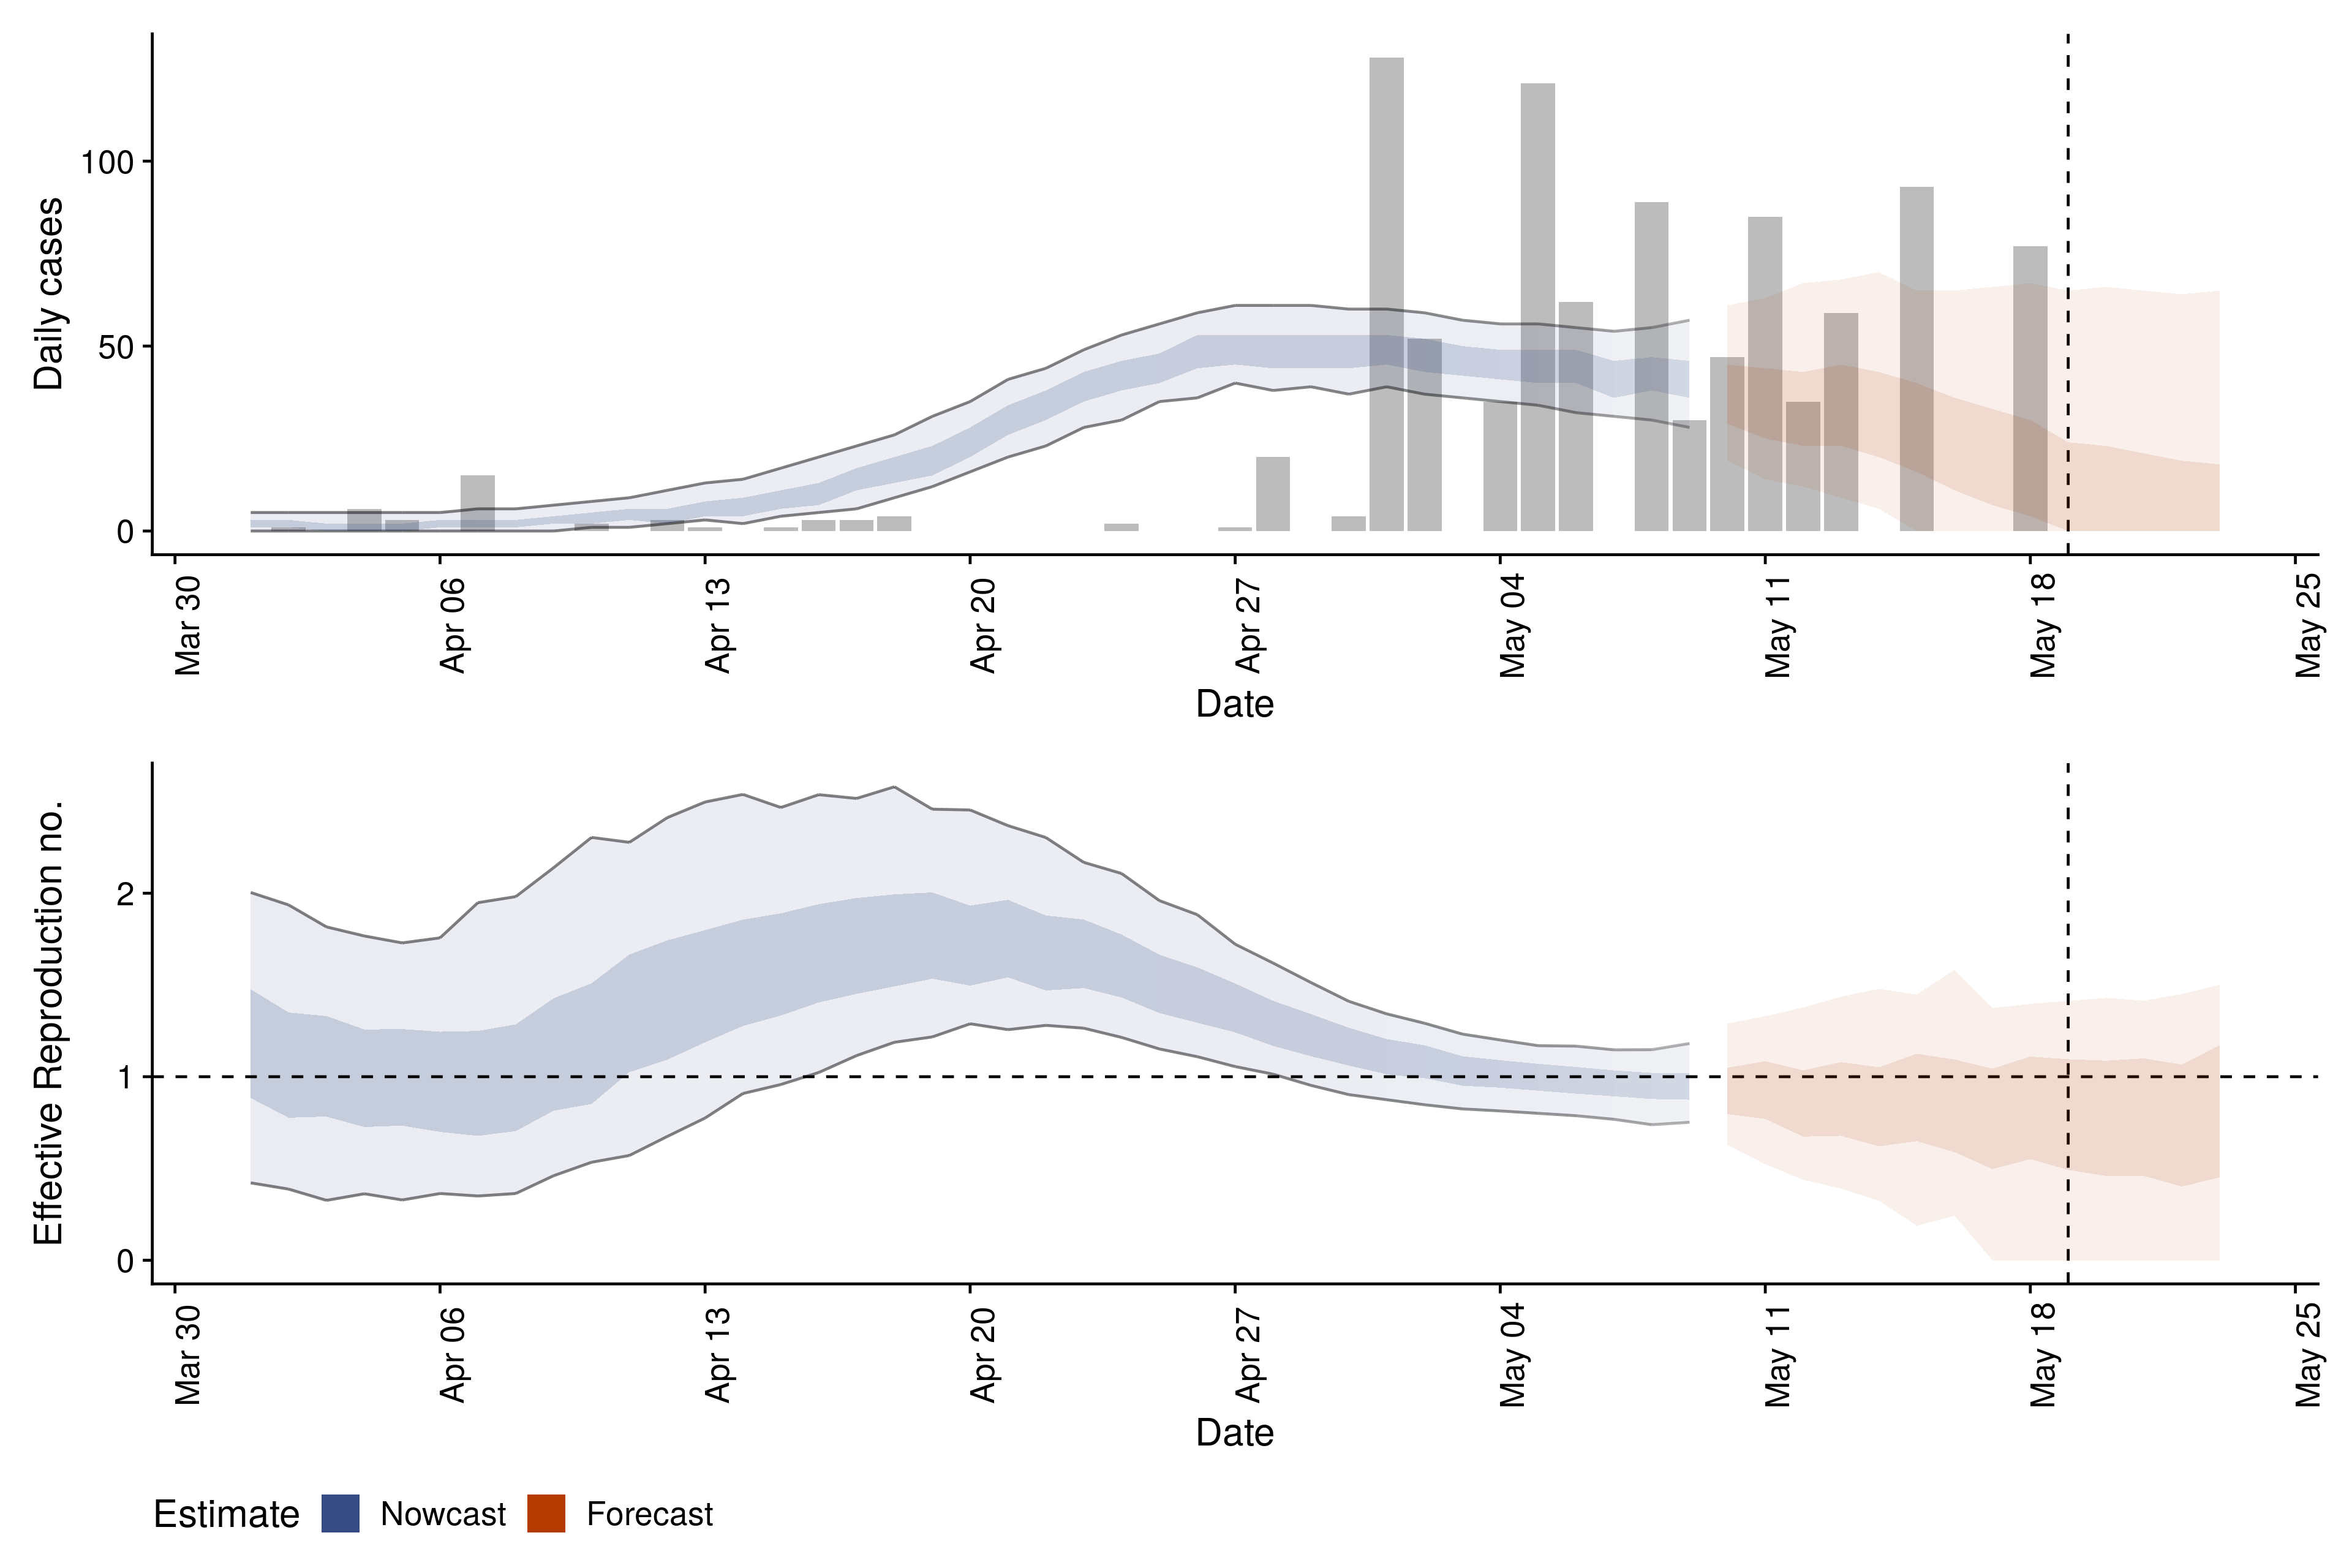 Daily cases
100
50
0
Mar 30
Apr 06
Apr 13
Apr 20
Apr 27
May 04
May 11
May 18
May 25
Date
Effective Reproduction no.
2
1
0
Mar 30
Apr 06
Apr 13
Apr 20
Apr 27
May 04
May 11
May 18
May 25
Date
Estimate Nowcast Forecast